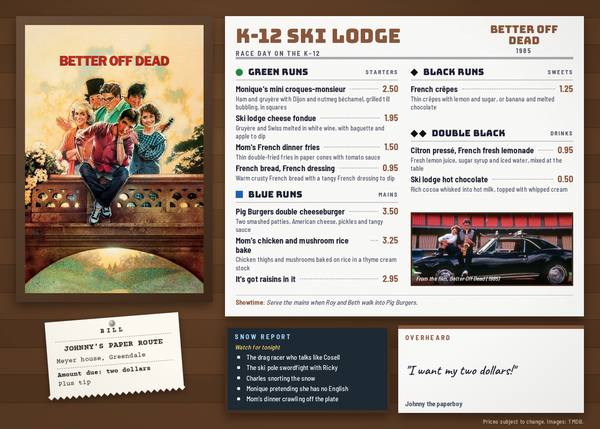 BETTER OFF DEAD
K-12 SKI LODGE
RACE DAY ON THE K-12
BETTER OFF
DEAD
1985
GREEN RUNS STARTERS
Monique's mini croques-monsieur 2.50
Ham and gruyère with Dijon and nutmeg béchamel, grilled till
bubbling, in squares
Ski lodge cheese fondue 1.95
Gruyère and Swiss melted in white wine, with baguette and
apple to dip
Mom's French dinner fries 1.50
Thin double-fried fries in paper cones with tomato sauce
French bread, French dressing 0.95
Warm crusty French bread with a tangy French dressing to dip
BLUE RUNS MAINS
Pig Burgers double cheeseburger 3.50
Two smashed patties, American cheese, pickles and tangy
sauce
Mom's chicken and mushroom rice 3.25
bake
Chicken thighs and mushrooms baked on rice in a thyme cream
stock
It's got raisins in it 2.95
BLACK RUNS SWEETS
French crêpes 1.25
Thin crêpes with lemon and sugar, or banana and melted
chocolate
DOUBLE BLACK DRINKS
Citron pressé, French fresh lemonade 0.95
Fresh lemon juice, sugar syrup and iced water, mixed at the
table
Ski lodge hot chocolate 0.50
Rich cocoa whisked into hot milk, topped with whipped cream
From the film, Better Off Dead (1985)
Showtime: Serve the mains when Roy and Beth walk into Pig Burgers.
BILL
JOHNNY'S PAPER ROUTE
Meyer house, Greendale
Amount due: two dollars
Plus tip
SNOW REPORT
Watch for tonight
The drag racer who talks like Cosell
The ski pole swordfight with Ricky
Charles snorting the snow
Monique pretending she has no English
Mom's dinner crawling off the plate
OVERHEARD
"I want my two dollars!"
Johnny the paperboy
Prices subject to change. Images: TMDB.